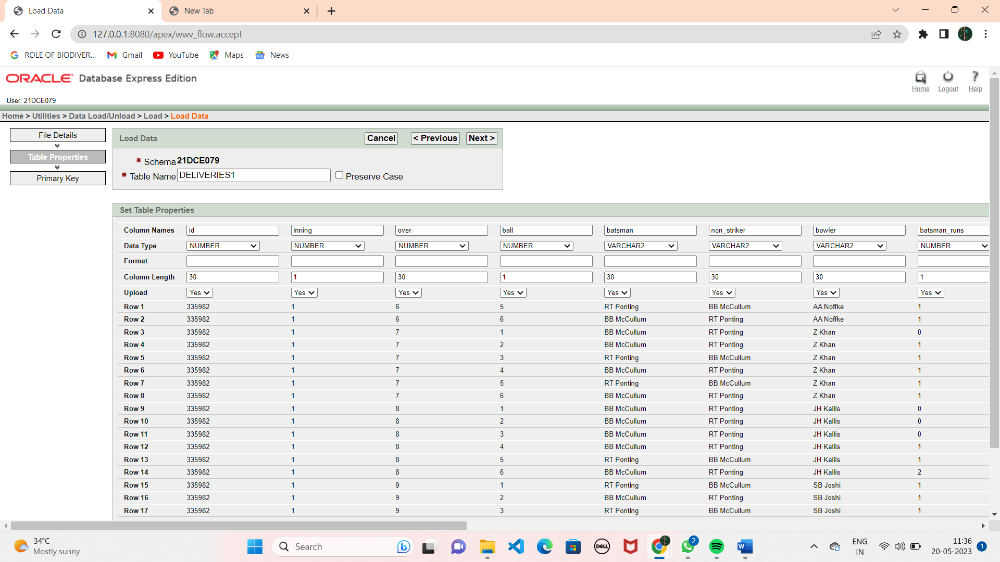 Load Data
New Tab
127.0.0.1:8080/apex/wwv_flow.accept
ROLE OF BIODIVER... Gmail YouTube Maps News
ORACLE Database Express Edition
Home Logout Help
User: 21DCE079
Home > Utilities > Data Load/Unload > Load > Load Data
File Details
Table Properties
Primary Key
Load Data Cancel < Previous Next >
* Schema 21DCE079
* Table Name DELIVERIES1 Preserve Case
Set Table Properties
Column Names id inning over ball batsman non_striker bowler batsman_runs
Data Type NUMBER NUMBER NUMBER NUMBER VARCHAR2 VARCHAR2 VARCHAR2 NUMBER
Format
Column Length 30 1 30 1 30 30 30 1
Upload Yes Yes Yes Yes Yes Yes Yes Yes
Row 1 335982 1 6 5 RT Ponting BB McCullum AA Noffke 1
Row 2 335982 1 6 6 BB McCullum RT Ponting AA Noffke 1
Row 3 335982 1 7 1 BB McCullum RT Ponting Z Khan 0
Row 4 335982 1 7 2 BB McCullum RT Ponting Z Khan 1
Row 5 335982 1 7 3 RT Ponting BB McCullum Z Khan 1
Row 6 335982 1 7 4 BB McCullum RT Ponting Z Khan 1
Row 7 335982 1 7 5 RT Ponting BB McCullum Z Khan 1
Row 8 335982 1 7 6 BB McCullum RT Ponting Z Khan 1
Row 9 335982 1 8 1 BB McCullum RT Ponting JH Kallis 0
Row 10 335982 1 8 2 BB McCullum RT Ponting JH Kallis 0
Row 11 335982 1 8 3 BB McCullum RT Ponting JH Kallis 0
Row 12 335982 1 8 4 BB McCullum RT Ponting JH Kallis 1
Row 13 335982 1 8 5 RT Ponting BB McCullum JH Kallis 1
Row 14 335982 1 8 6 BB McCullum RT Ponting JH Kallis 2
Row 15 335982 1 9 1 RT Ponting BB McCullum SB Joshi 1
Row 16 335982 1 9 2 BB McCullum RT Ponting SB Joshi 1
Row 17 335982 1 9 3 RT Ponting BB McCullum SB Joshi 1
34°C
Mostly sunny
Search
DELL
2
W
ENG
IN
11:36
20-05-2023
1